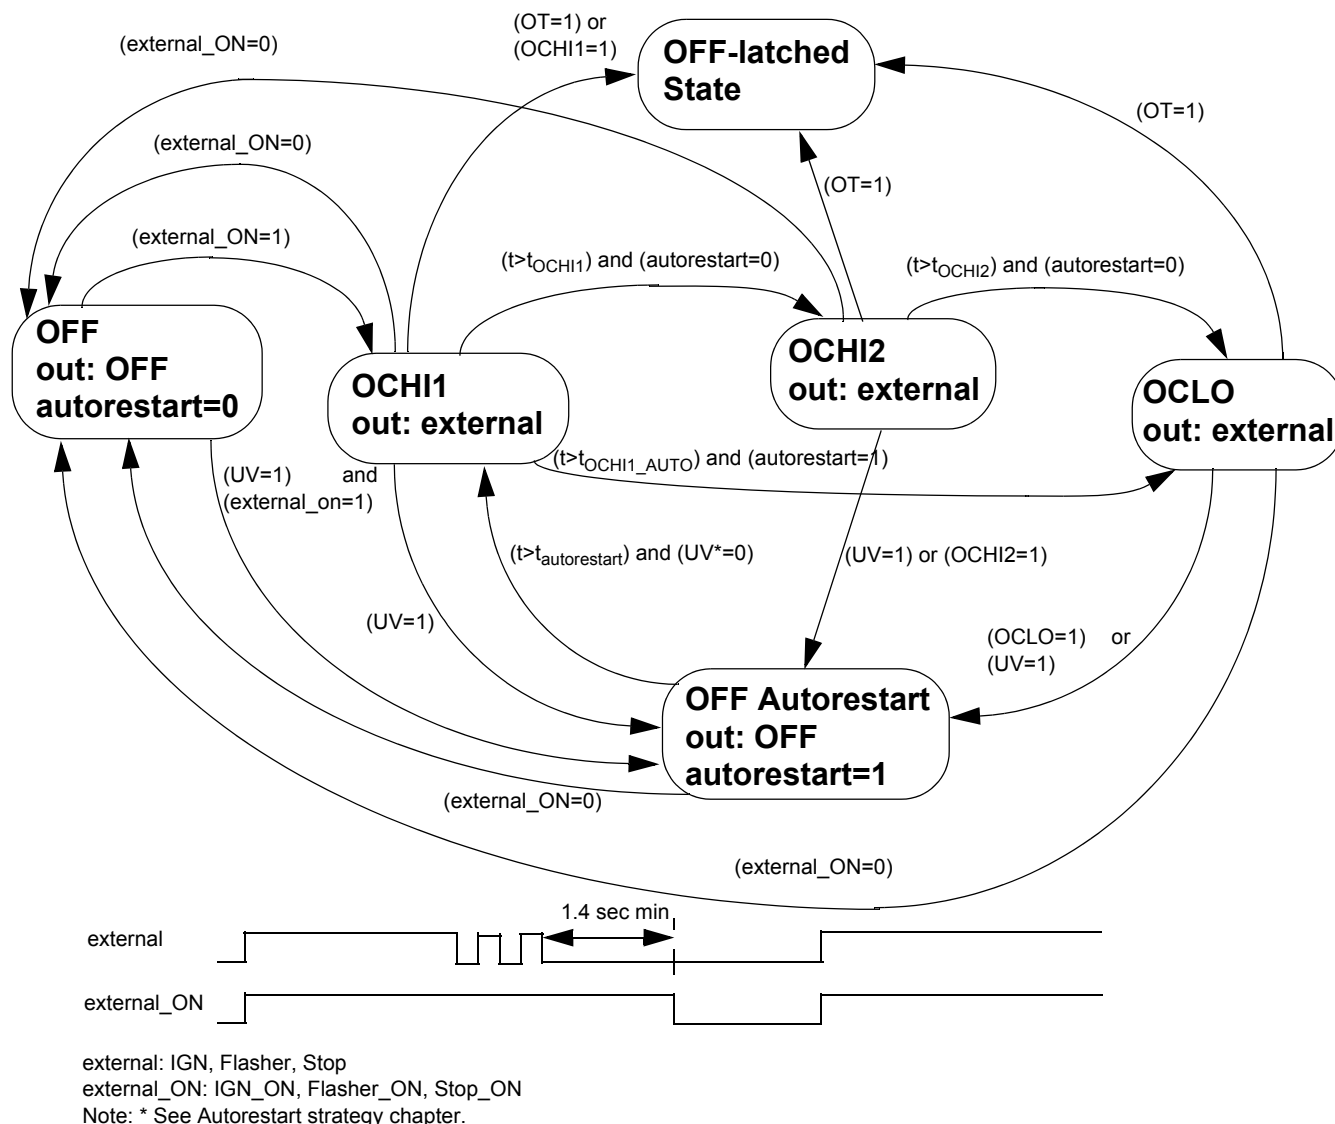 (OT=1) or
(OCHI1=1)
(external_ON=0)
OFF-latched
State
(OT=1)
(external_ON=0)
(OT=1)
(external_ON=1)
(t>tOCHI1) and (autorestart=0)
(t>tOCHI2) and (autorestart=0)
OFF
out: OFF
autorestart=0
OCHI1
out: external
OCHI2
out: external
OCLO
out: external
(UV=1) and
(external_on=1)
(t>tOCHI1_AUTO) and (autorestart=1)
(t>tautorestart) and (UV*=0)
(UV=1) or (OCHI2=1)
(UV=1)
(OCLO=1) or
(UV=1)
OFF Autorestart
out: OFF
autorestart=1
(external_ON=0)
(external_ON=0)
1.4 sec min
external
external_ON
external: IGN, Flasher, Stop
external_ON: IGN_ON, Flasher_ON, Stop_ON
Note: * See Autorestart strategy chapter.